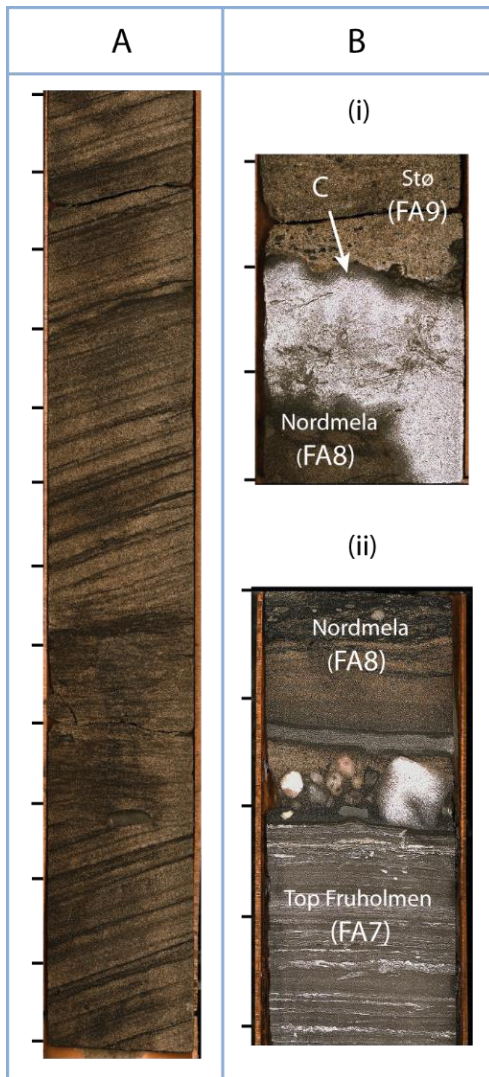 A
B
(i)
C
Stø
(FA9)
Nordmela
(FA8)
(ii)
Nordmela
(FA8)
Top Fruholmen
(FA7)